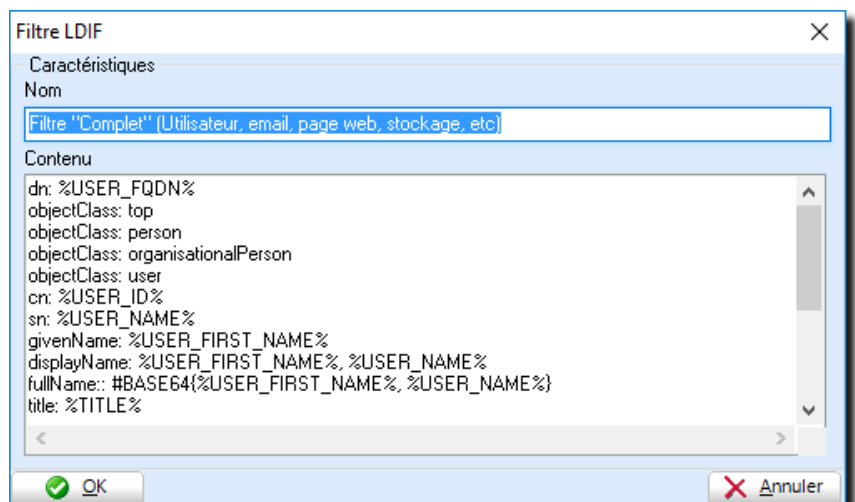 Filtre LDIF
Caractéristiques
Nom
Filtre "Complet" (Utilisateur, email, page web, stockage, etc)
Contenu
dn: %USER_FQDN%
objectClass: top
objectClass: person
objectClass: organisationalPerson
objectClass: user
cn: %USER_ID%
sn: %USER_NAME%
givenName: %USER_FIRST_NAME%
displayName: %USER_FIRST_NAME%, %USER_NAME%
fullName:: #BASE64{%USER_FIRST_NAME%, %USER_NAME%}
title: %TITLE%
OK
Annuler